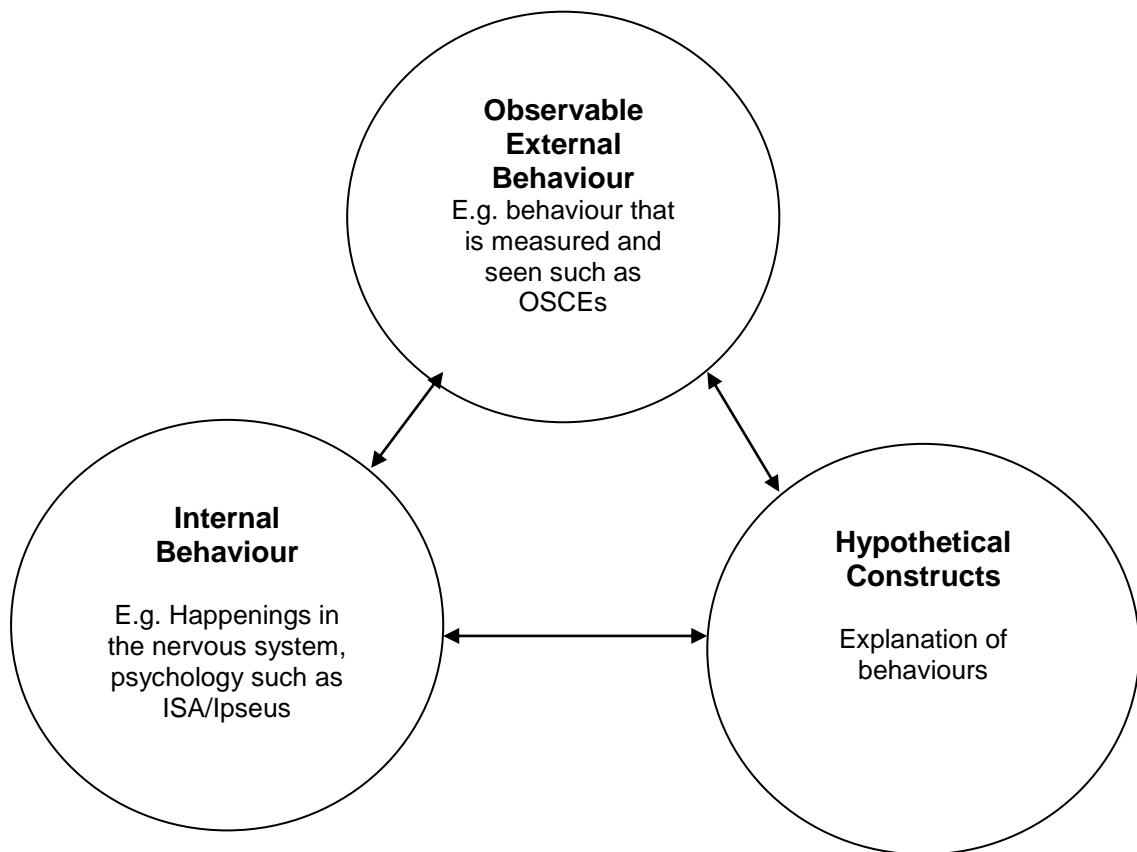 Observable
External
Behaviour
E.g. behaviour that
is measured and
seen such as
OSCEs
Internal
Behaviour
E.g. Happenings in
the nervous system,
psychology such as
ISA/Ipseus
Hypothetical
Constructs
Explanation of
behaviours